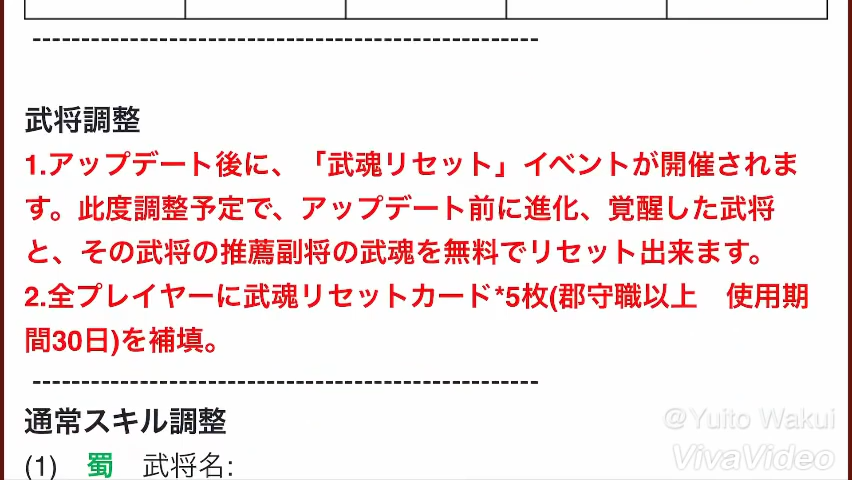 ----------------------------------------------------
武将調整
1.アップデート後に、「武魂リセット」イベントが開催されま
す。此度調整予定で、アップデート前に進化、覚醒した武将
と、その武将の推薦副将の武魂を無料でリセット出来ます。
2.全プレイヤーに武魂リセットカード*5枚(郡守職以上　使用期
間30日)を補填。
----------------------------------------------------
通常スキル調整
@Yuito Wakui
(1)　蜀　武将名:
VivaVideo